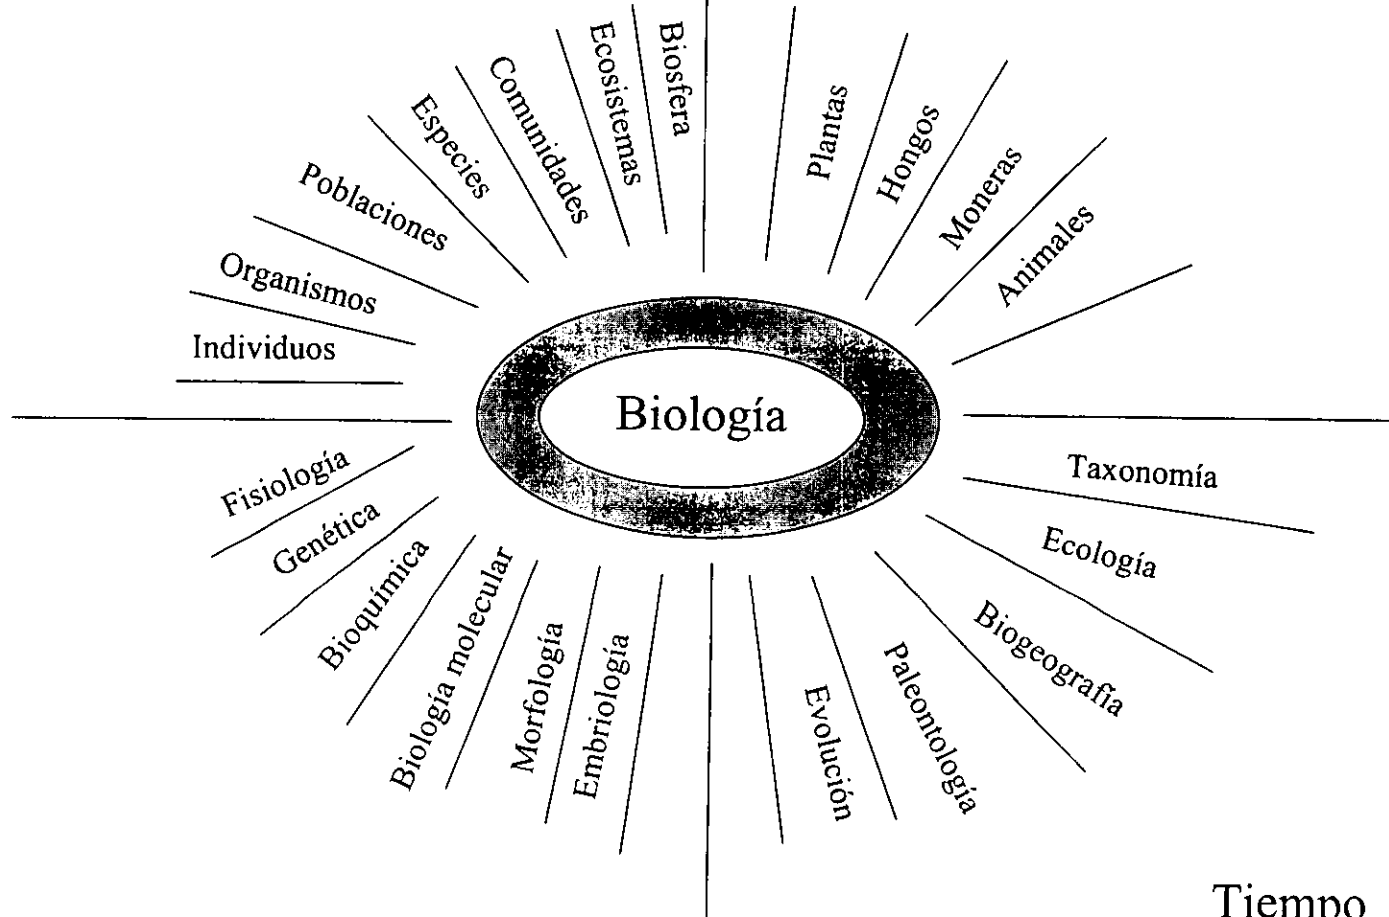 Biosfera
Ecosistemas
Comunidades
Especies
Poblaciones
Organismos
Individuos
Plantas
Hongos
Moneras
Animales
Biología
Fisiología
Genética
Bioquímica
Biología molecular
Morfología
Embriología
Taxonomía
Ecología
Biogeografía
Paleontología
Evolución
Tiempo